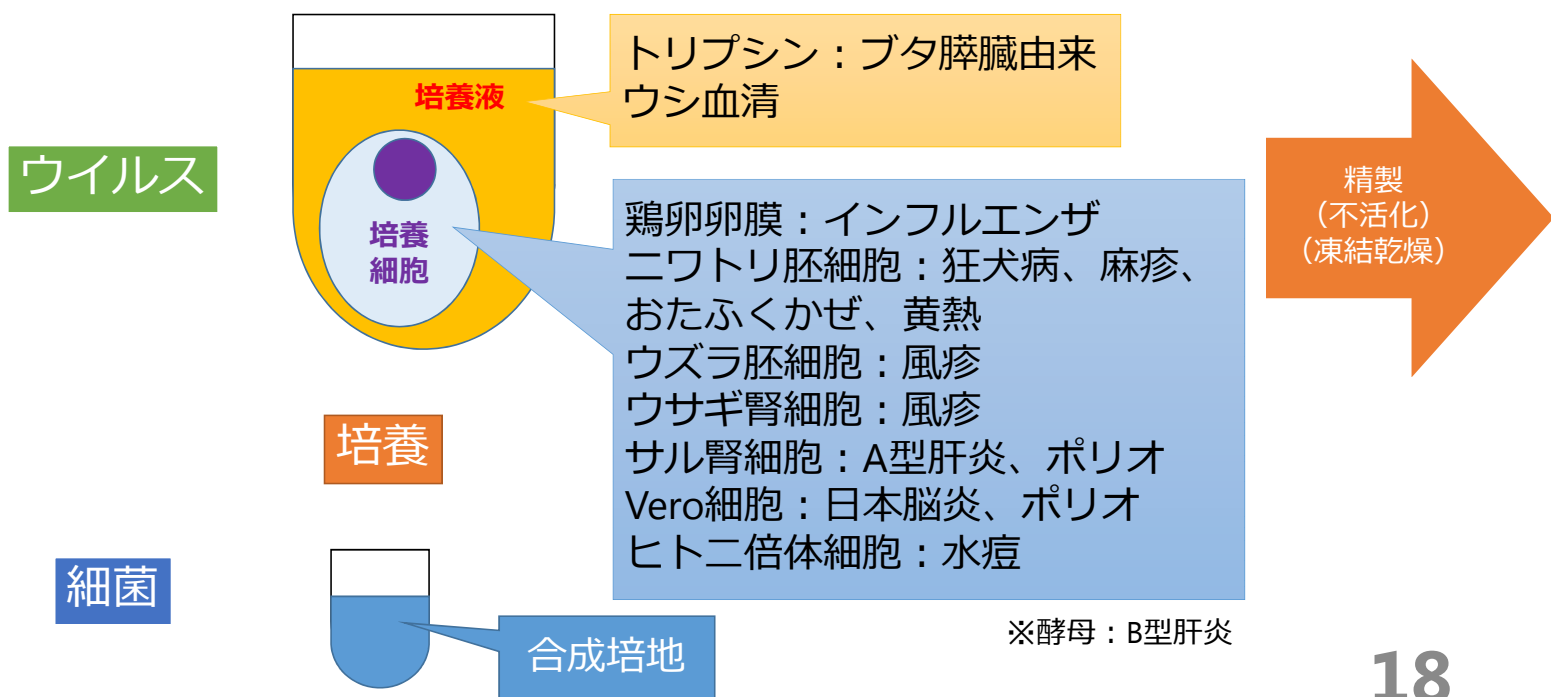 トリプシン：ブタ膵臓由来
ウシ血清
培養液
ウイルス
培養
細胞
鶏卵卵膜：インフルエンザ
ニワトリ胚細胞：狂犬病、麻疹、
おたふくかぜ、黄熱
ウズラ胚細胞：風疹
ウサギ腎細胞：風疹
サル腎細胞：A型肝炎、ポリオ
Vero細胞：日本脳炎、ポリオ
ヒト二倍体細胞：水痘
精製
（不活化）
（凍結乾燥）
培養
細菌
合成培地
※酵母：B型肝炎
18